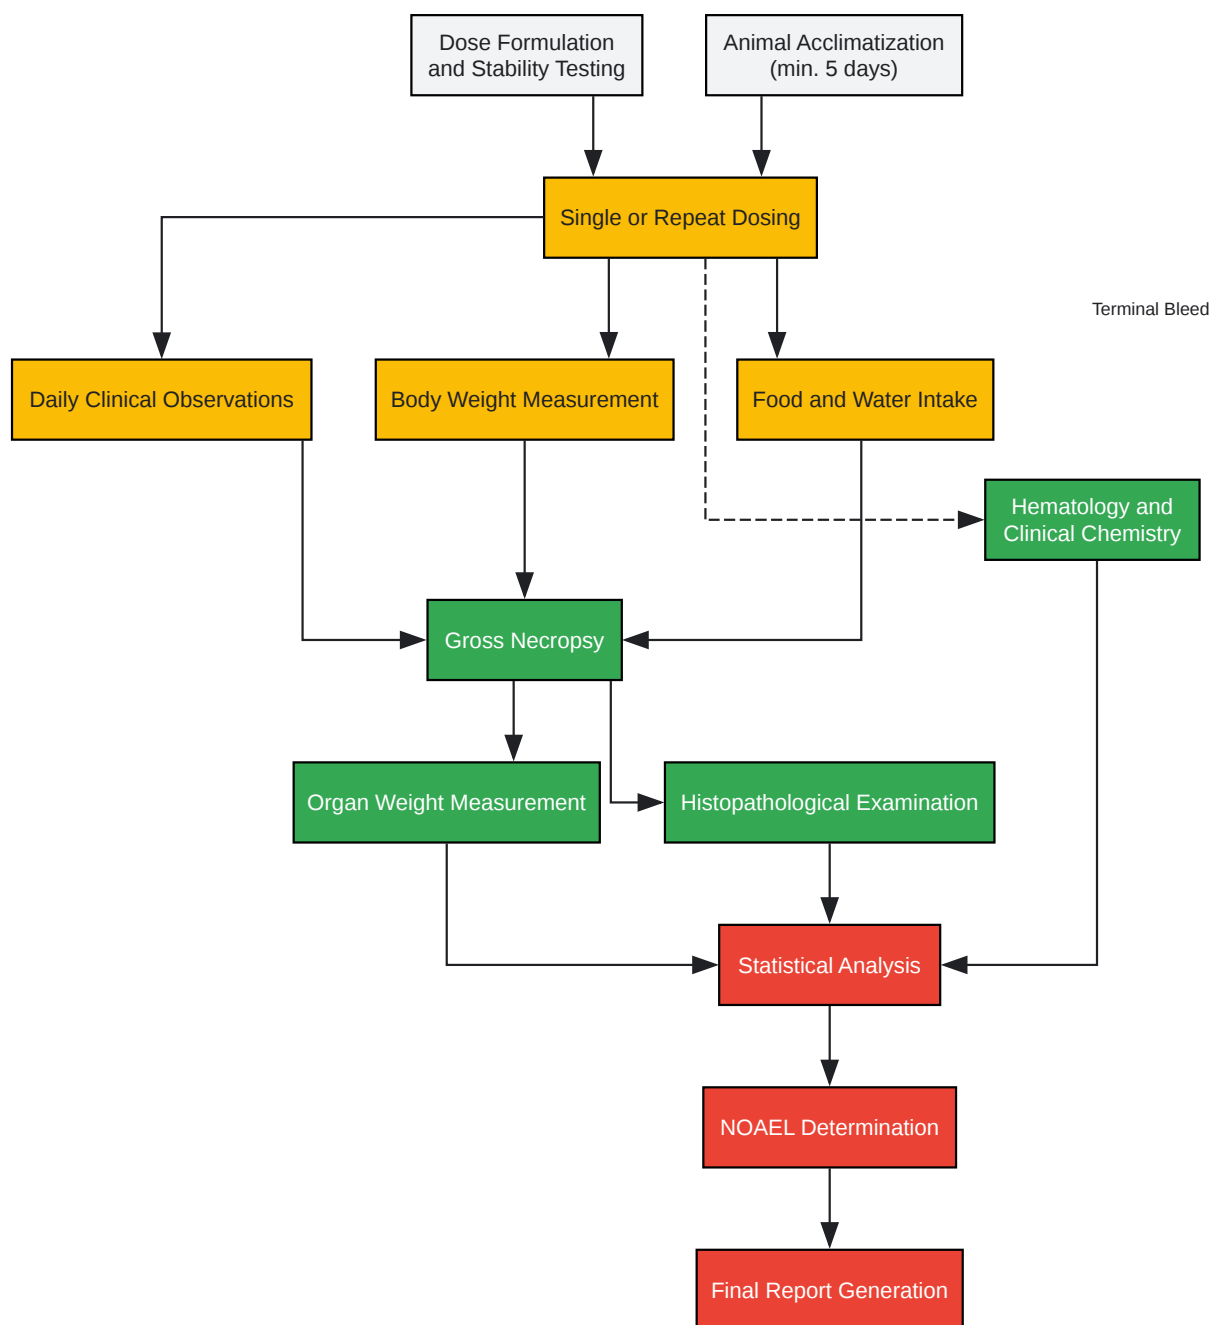 Dose Formulation
and Stability Testing
Animal Acclimatization
(min. 5 days)
Single or Repeat Dosing
Terminal Bleed
Daily Clinical Observations
Body Weight Measurement
Food and Water Intake
Hematology and
Clinical Chemistry
Gross Necropsy
Organ Weight Measurement
Histopathological Examination
Statistical Analysis
NOAEL Determination
Final Report Generation